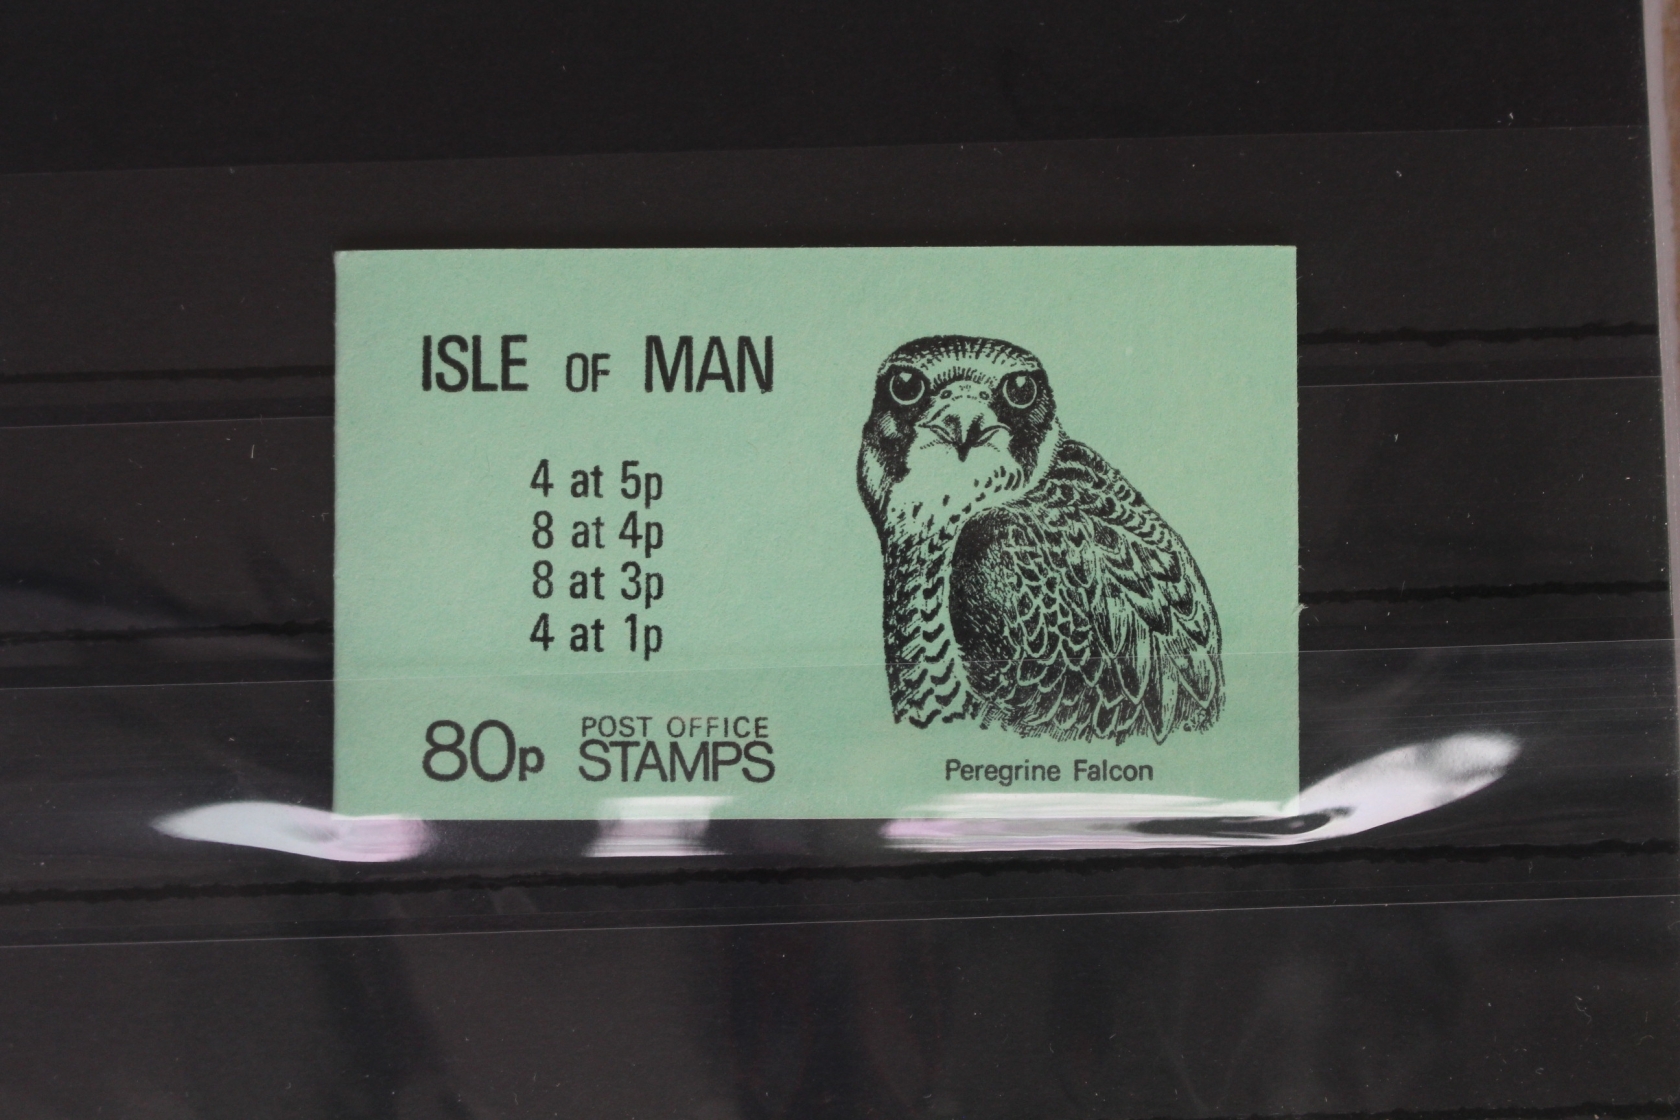 ISLE OF MAN
4 at 5p
8 at 4p
8 at 3p
4 at 1p
80p POST OFFICE STAMPS
Peregrine Falcon